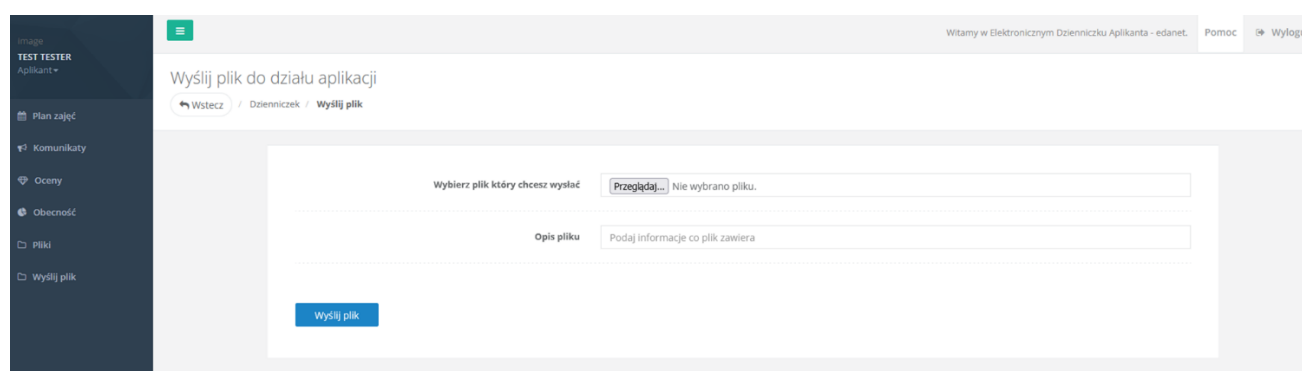 image
TEST TESTER
Aplikant
Plan zajęć
Komunikaty
Oceny
Obecność
Pliki
Wyślij plik
Witamy w Elektronicznym Dzienniczku Aplikanta - edanet.
Pomoc
Wylogu
Wyślij plik do działu aplikacji
Wstecz / Dzienniczek / Wyślij plik
Wybierz plik który chcesz wysłać
Przeglądaj... Nie wybrano pliku.
Opis pliku
Podaj informacje co plik zawiera
Wyślij plik